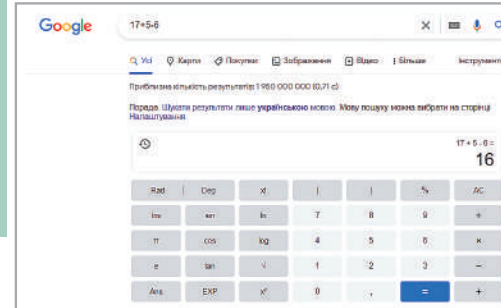 Google
17+5-6
Усі Карти Покупки Зображення Відео Більше Інструменти
Приблизна кількість результатів: 1 980 000 000 (0,71 с)
Порада. Шукати результати лише українською мовою. Мову пошуку можна вибрати на сторінці
Налаштування
17 + 5 - 6 =
16
Rad | Deg x! ( ) % AC
Inv sin ln 7 8 9 ÷
π cos log 4 5 6 ×
e tan √ 1 2 3 −
Ans EXP xʸ 0 , = +